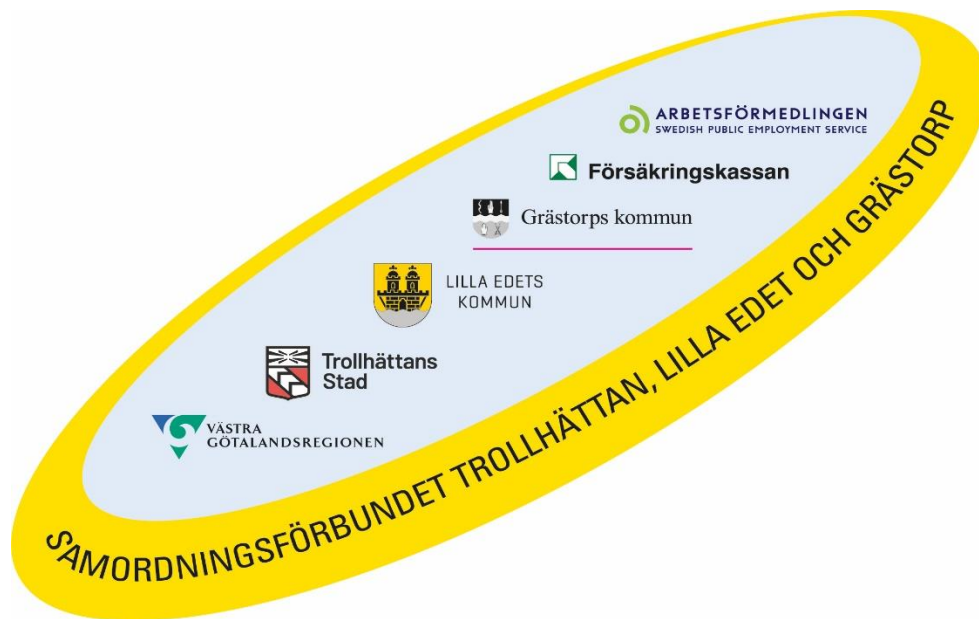 ARBETSFÖRMEDLINGEN
SWEDISH PUBLIC EMPLOYMENT SERVICE
Försäkringskassan
Grästorps kommun
LILLA EDETS
KOMMUN
Trollhättans
Stad
VÄSTRA
GÖTALANDSREGIONEN
SAMORDNINGSFÖRBUNDET TROLLHÄTTAN, LILLA EDET OCH GRÄSTORP